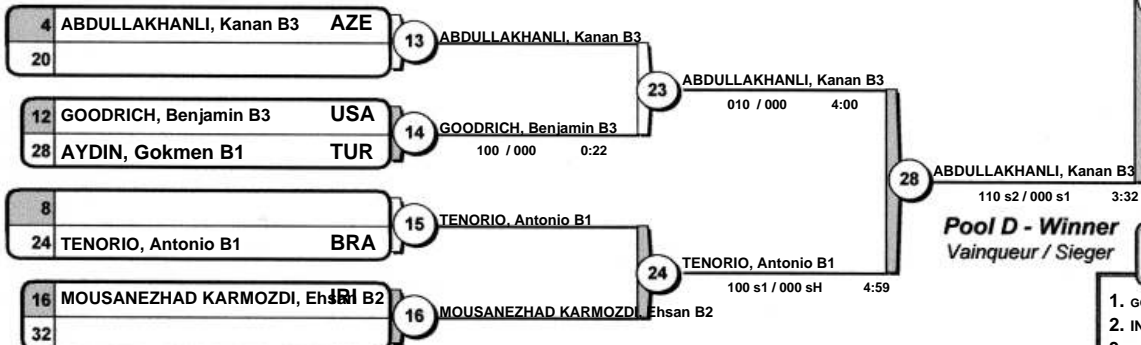 4 ABDULLAKHANLI, Kanan B3 AZE
20
13 ABDULLAKHANLI, Kanan B3
12 GOODRICH, Benjamin B3 USA
28 AYDIN, Gokmen B1 TUR
14 GOODRICH, Benjamin B3
100 / 000 0:22
23 ABDULLAKHANLI, Kanan B3
010 / 000 4:00
8
24 TENORIO, Antonio B1 BRA
15 TENORIO, Antonio B1
16 MOUSANEZHAD KARMOZDI, Ehsan B2 IRI
32
16 MOUSANEZHAD KARMOZDI, Ehsan B2
24 TENORIO, Antonio B1
100 s1 / 000 sH 4:59
28 ABDULLAKHANLI, Kanan B3
110 s2 / 000 s1 3:32
Pool D - Winner
Vainqueur / Sieger
1.
2. IN